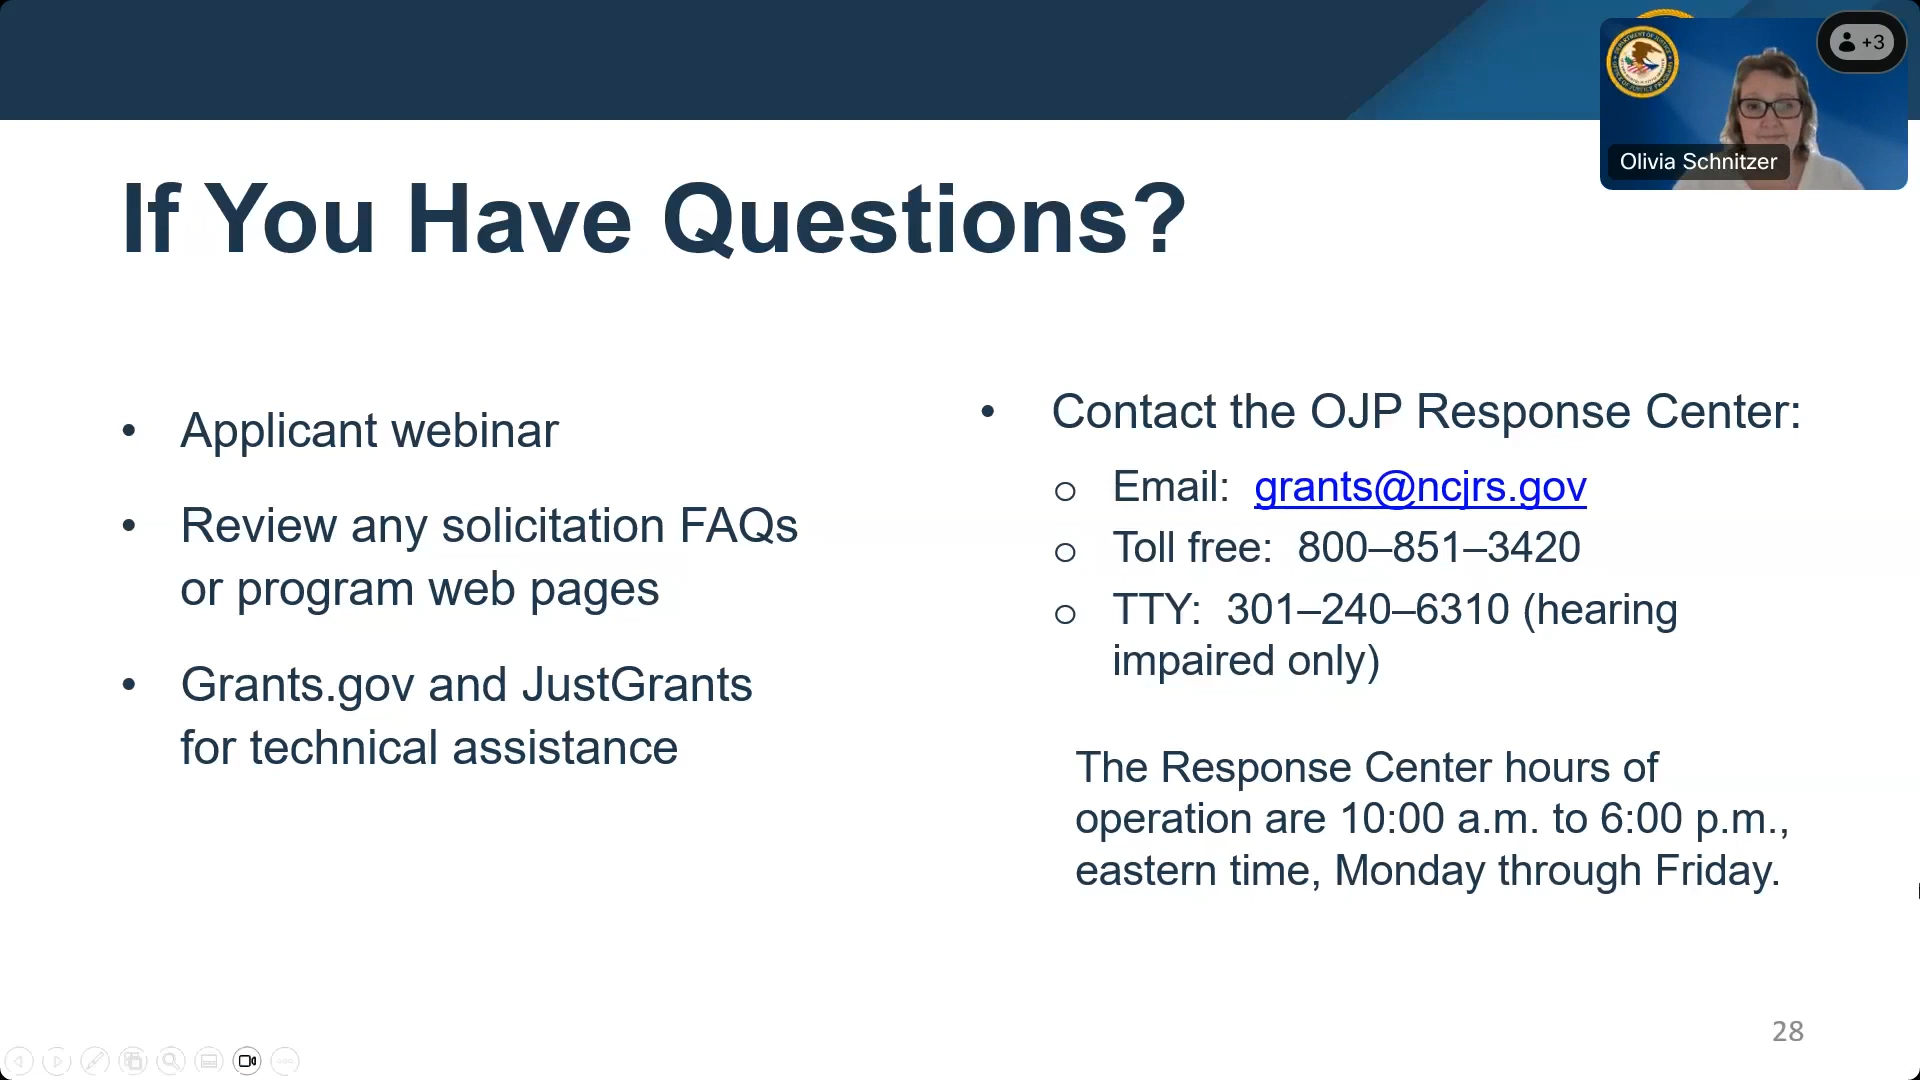 +3
Olivia Schnitzer
If You Have Questions?
• Applicant webinar
• Review any solicitation FAQs
or program web pages
• Grants.gov and JustGrants
for technical assistance
• Contact the OJP Response Center:
o Email: grants@ncjrs.gov
o Toll free: 800–851–3420
o TTY: 301–240–6310 (hearing
impaired only)
The Response Center hours of
operation are 10:00 a.m. to 6:00 p.m.,
eastern time, Monday through Friday.
28